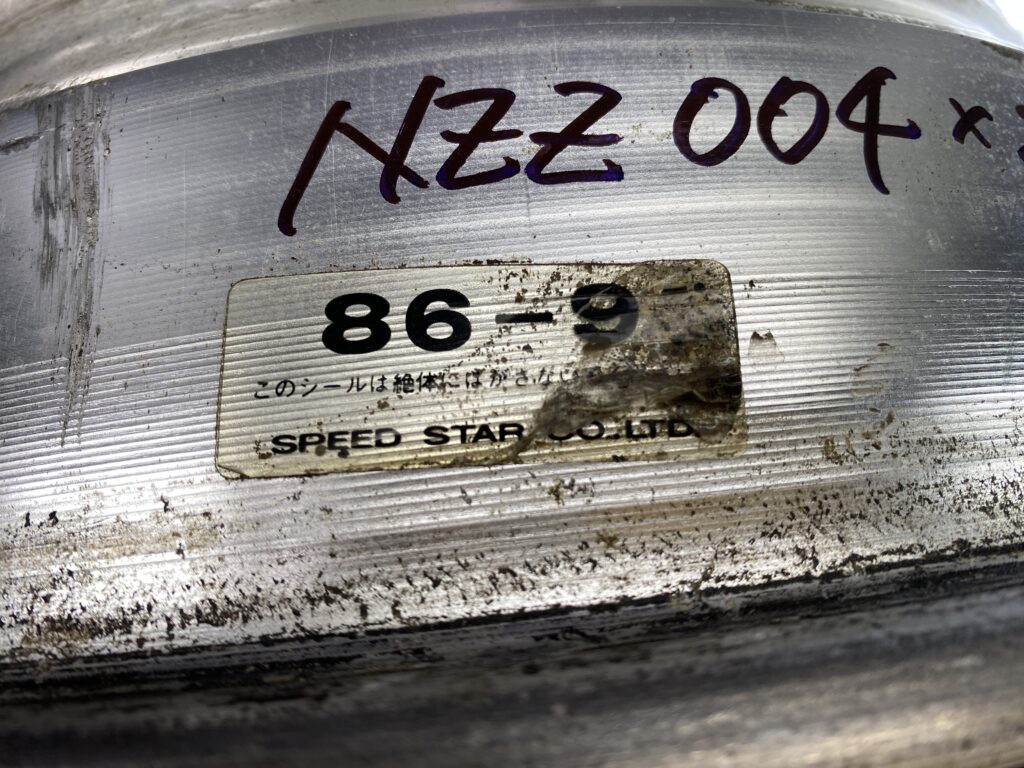 NZZ 004 ×
86-9
このシールは絶体にはがさない
SPEED STAR CO.,LTD.